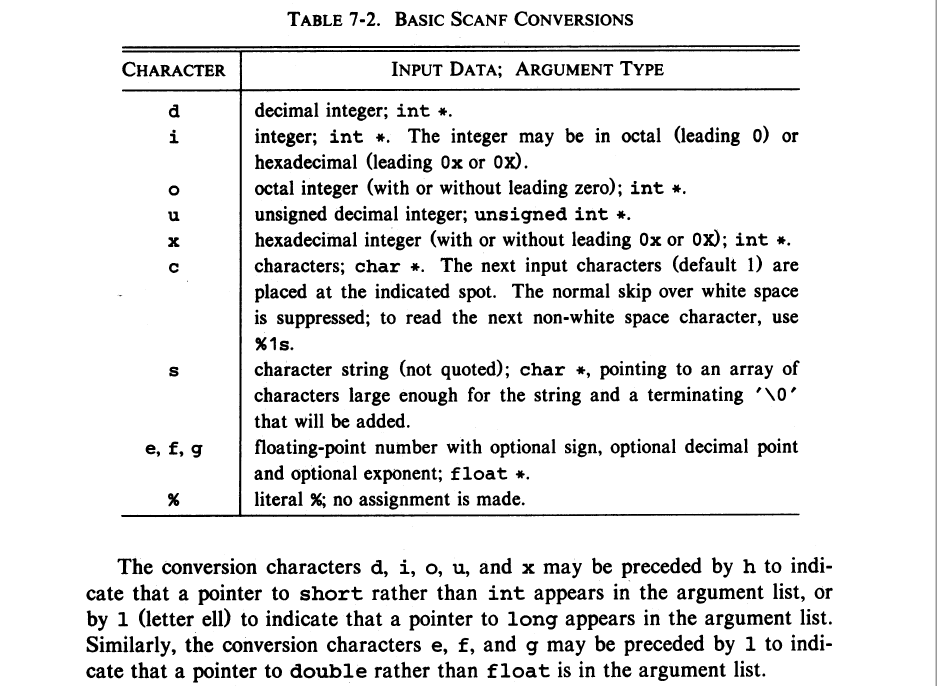 TABLE 7-2. BASIC SCANF CONVERSIONS
CHARACTER INPUT DATA; ARGUMENT TYPE
d decimal integer; int *.
i integer; int *. The integer may be in octal (leading 0) or
hexadecimal (leading 0x or 0X).
o octal integer (with or without leading zero); int *.
u unsigned decimal integer; unsigned int *.
x hexadecimal integer (with or without leading 0x or 0X); int *.
c characters; char *. The next input characters (default 1) are
placed at the indicated spot. The normal skip over white space
is suppressed; to read the next non-white space character, use
%1s.
s character string (not quoted); char *, pointing to an array of
characters large enough for the string and a terminating '\0'
that will be added.
e, f, g floating-point number with optional sign, optional decimal point
and optional exponent; float *.
% literal %; no assignment is made.
The conversion characters d, i, o, u, and x may be preceded by h to indi-
cate that a pointer to short rather than int appears in the argument list, or
by l (letter ell) to indicate that a pointer to long appears in the argument list.
Similarly, the conversion characters e, f, and g may be preceded by l to indi-
cate that a pointer to double rather than float is in the argument list.